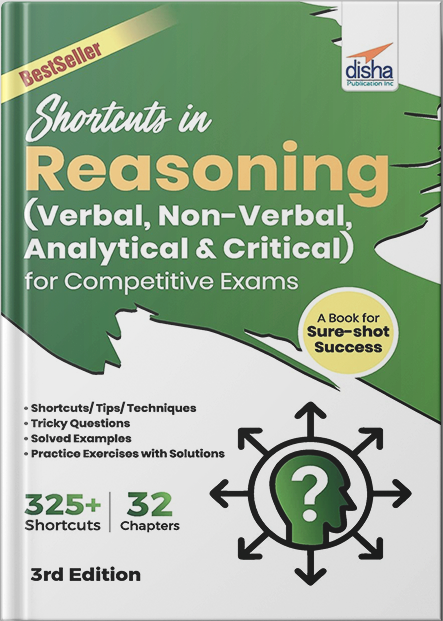 BestSeller
disha
Publication Inc
Shortcuts in
Reasoning
(Verbal, Non-Verbal,
Analytical & Critical)
for Competitive Exams
A Book for
Sure-shot
Success
• Shortcuts/ Tips/ Techniques
• Tricky Questions
• Solved Examples
• Practice Exercises with Solutions
325+
Shortcuts
32
Chapters
?
3rd Edition